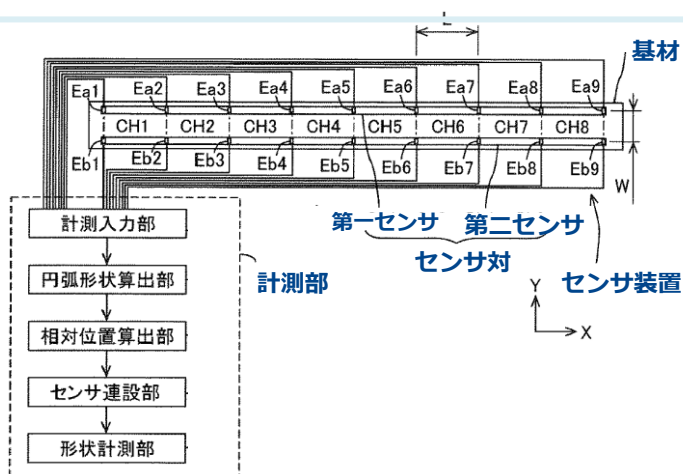 L
基材
Ea1 Ea2 Ea3 Ea4 Ea5 Ea6 Ea7 Ea8 Ea9
CH1 CH2 CH3 CH4 CH5 CH6 CH7 CH8
Eb1 Eb2 Eb3 Eb4 Eb5 Eb6 Eb7 Eb8 Eb9
W
第一センサ 第二センサ
センサ対
センサ装置
計測部
Y
X
計測入力部
円弧形状算出部
相対位置算出部
センサ連設部
形状計測部